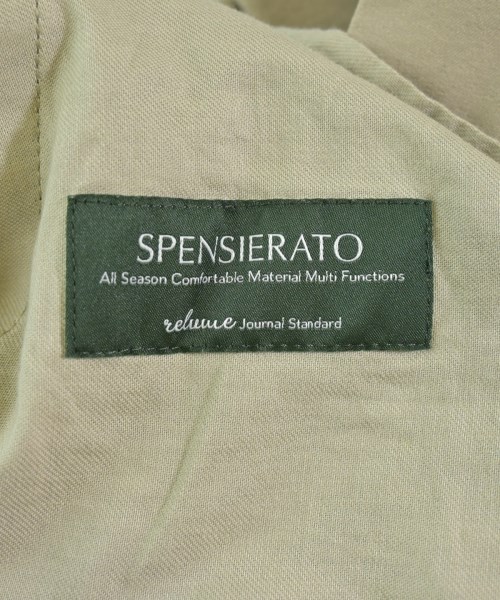 SPENSIERATO
All Season Comfortable Material Multi Functions
relume Journal Standard